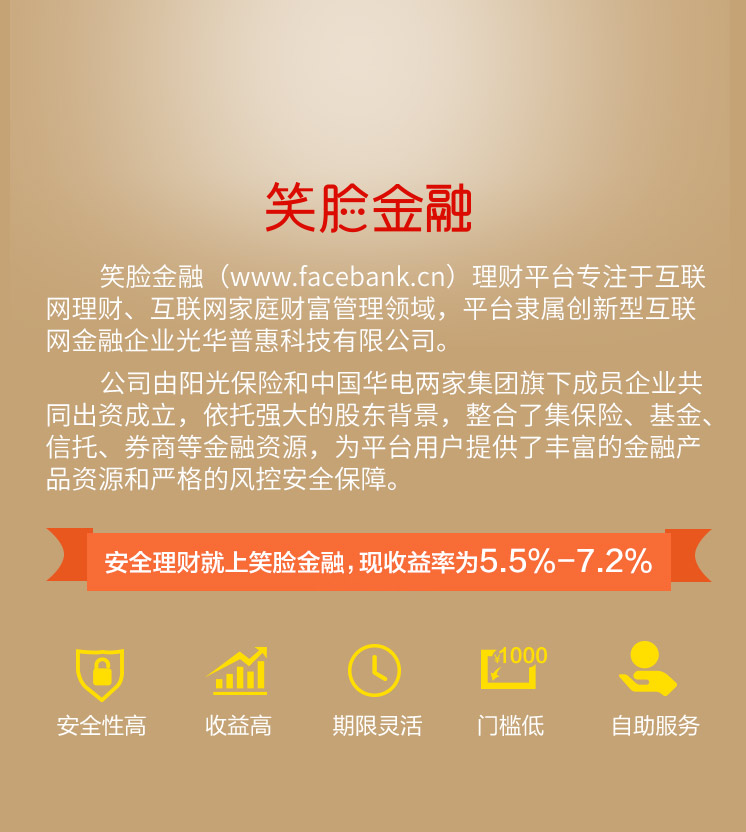 笑脸金融
笑脸金融（www.facebank.cn）理财平台专注于互联
网理财、互联网家庭财富管理领域，平台隶属创新型互联
网金融企业光华普惠科技有限公司。
公司由阳光保险和中国华电两家集团旗下成员企业共
同出资成立，依托强大的股东背景，整合了集保险、基金、
信托、券商等金融资源，为平台用户提供了丰富的金融产
品资源和严格的风控安全保障。
安全理财就上笑脸金融，现收益率为5.5%-7.2%
¥1000
安全性高 收益高 期限灵活 门槛低 自助服务